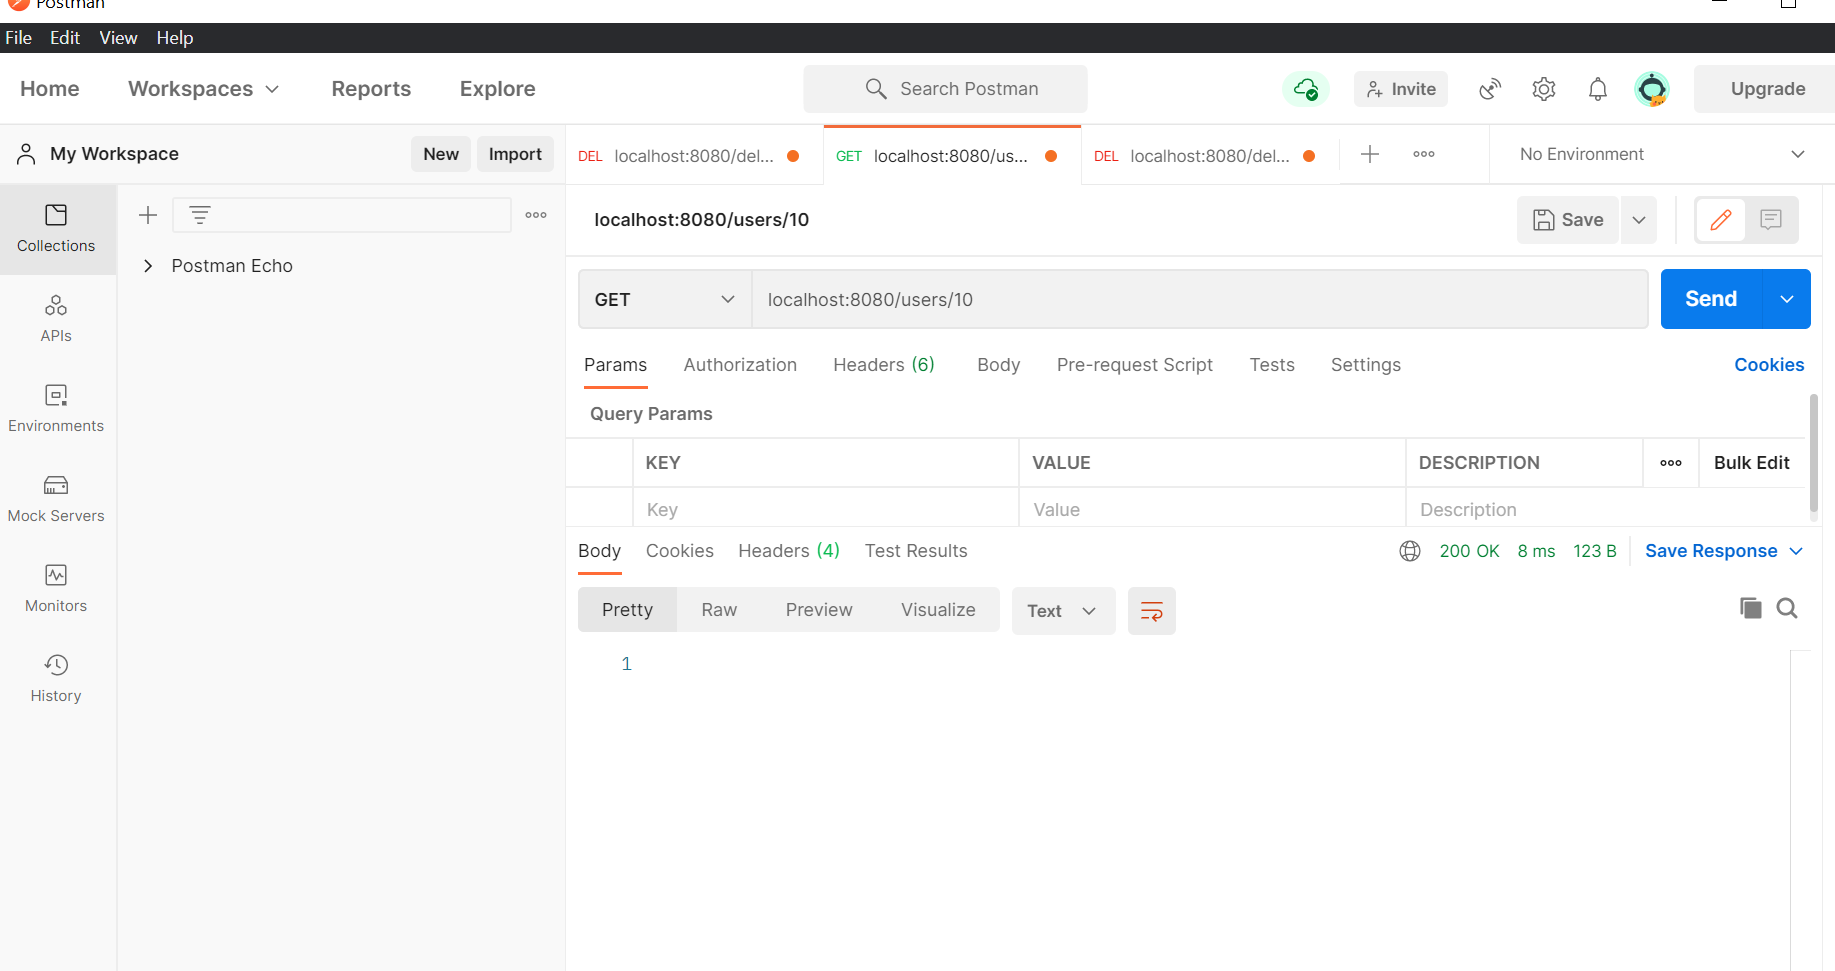 Postman
File Edit View Help
Home Workspaces Reports Explore Search Postman Invite Upgrade
My Workspace New Import DEL localhost:8080/del... GET localhost:8080/us... DEL localhost:8080/del... No Environment
localhost:8080/users/10 Save
Collections
Postman Echo
GET localhost:8080/users/10 Send
APIs
Params Authorization Headers (6) Body Pre-request Script Tests Settings Cookies
Query Params
Environments
KEY VALUE DESCRIPTION Bulk Edit
Key Value Description
Mock Servers
Body Cookies Headers (4) Test Results 200 OK 8 ms 123 B Save Response
Monitors
Pretty Raw Preview Visualize Text
1
History